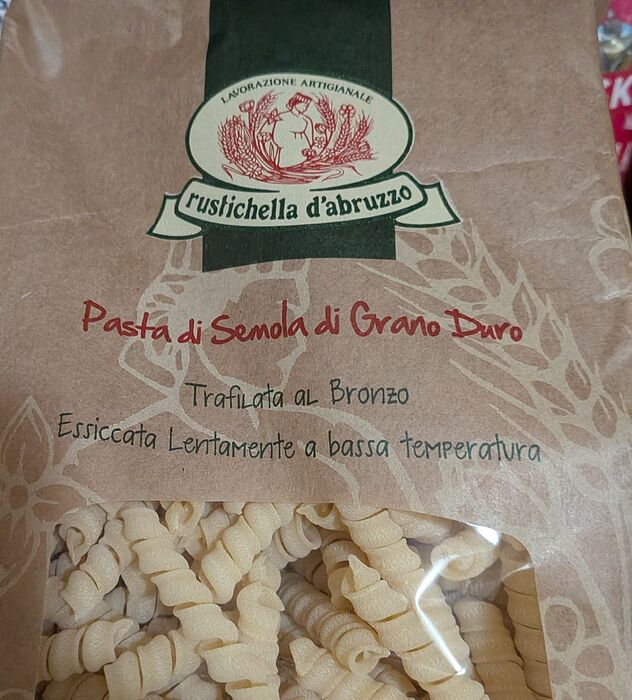 LAVORAZIONE ARTIGIANALE
rustichella d'abruzzo
Pasta di Semola di Grano Duro
Trafilata al Bronzo
Essiccata Lentamente a bassa temperatura